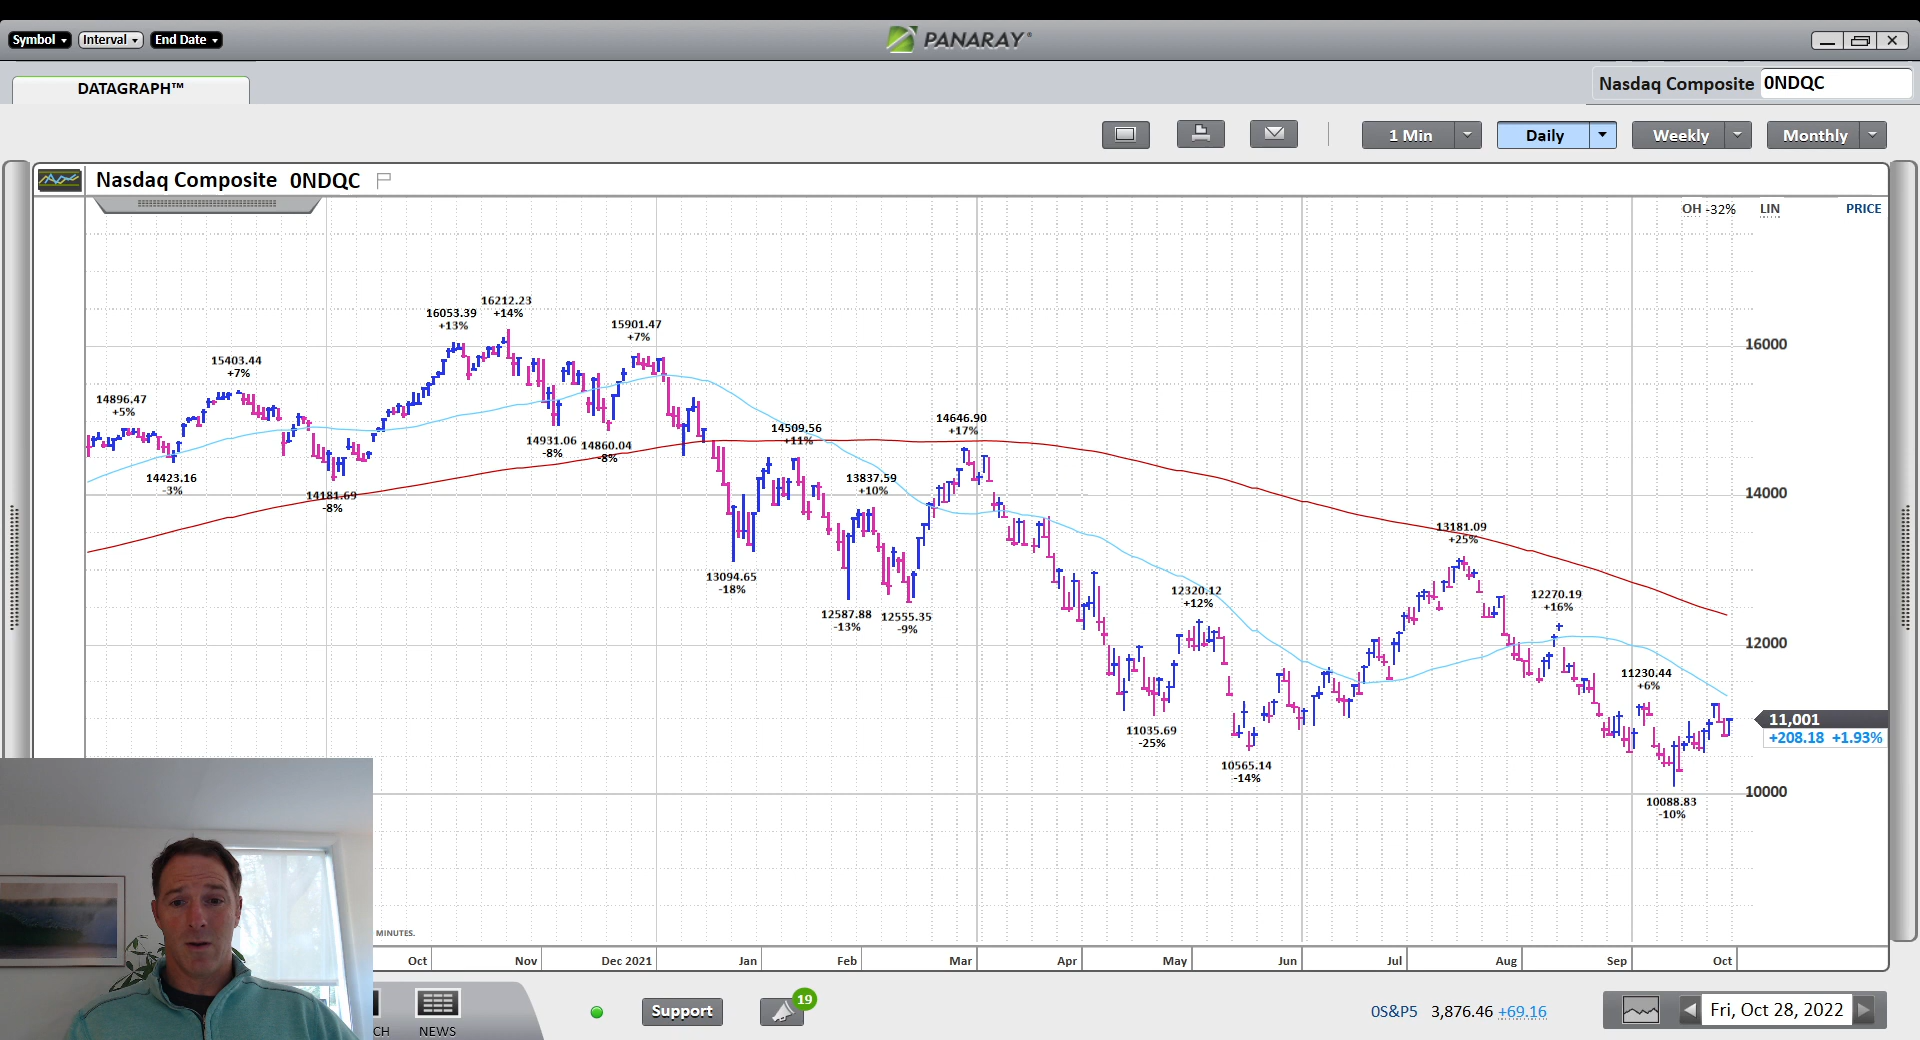 Symbol
Interval
End Date
PANARAY®
DATAGRAPH™
Nasdaq Composite 0NDQC
1 Min
Daily
Weekly
Monthly
Nasdaq Composite 0NDQC
OH -32% LIN PRICE
16212.23
+14%
16053.39
+13%
15901.47
+7%
15403.44
+7%
14896.47
+5%
14646.90
+17%
14509.56
+11%
14931.06
-8%
14860.04
-8%
14423.16
-3%
14181.69
-8%
13837.59
+10%
13181.09
+25%
13094.65
-18%
12587.88
-13%
12555.35
-9%
12320.12
+12%
12270.19
+16%
11230.44
+6%
11035.69
-25%
10565.14
-14%
10088.83
-10%
16000
14000
12000
11,001
+208.18 +1.93%
10000
MINUTES.
Oct Nov Dec 2021 Jan Feb Mar Apr May Jun Jul Aug Sep Oct
CH
NEWS
Support
19
0S&P5 3,876.46 +69.16
Fri, Oct 28, 2022